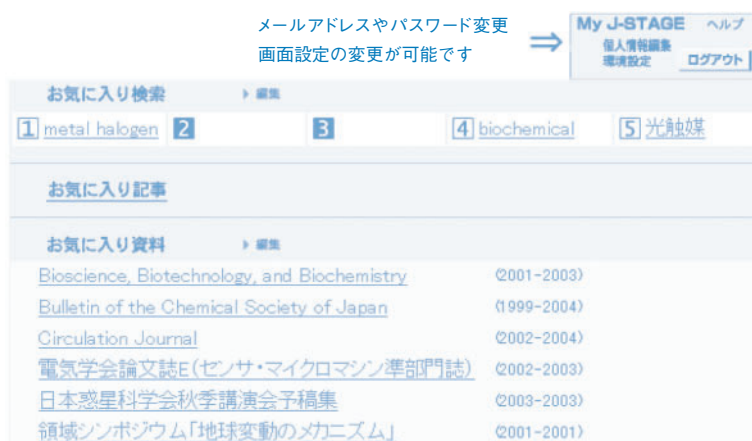 メールアドレスやパスワード変更
画面設定の変更が可能です
⇒
My J-STAGE ヘルプ
個人情報編集
環境設定 ログアウト
お気に入り検索 編集
1 metal halogen 2 3 4 biochemical 5 光触媒
お気に入り記事
お気に入り資料 編集
Bioscience, Biotechnology, and Biochemistry (2001-2003)
Bulletin of the Chemical Society of Japan (1999-2004)
Circulation Journal (2002-2004)
電気学会論文誌E(センサ・マイクロマシン準部門誌) (2002-2003)
日本惑星科学会秋季講演会予稿集 (2003-2003)
領域シンポジウム「地球変動のメカニズム」 (2001-2001)